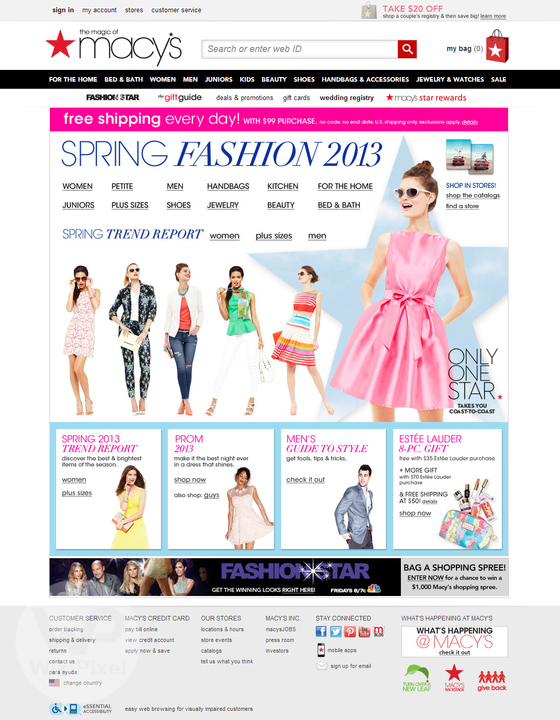 sign in my account stores customer service
TAKE $20 OFF
shop a couple's registry & then save big! learn more
the magic of
macy's
Search or enter web ID
my bag (0)
FOR THE HOME BED & BATH WOMEN MEN JUNIORS KIDS BEAUTY SHOES HANDBAGS & ACCESSORIES JEWELRY & WATCHES SALE
FASHION STAR the giftguide deals & promotions gift cards wedding registry macy's star rewards
free shipping every day! WITH $99 PURCHASE. no code. no end date. U.S. shipping only. exclusions apply. details
SPRING FASHION 2013
WOMEN PETITE MEN HANDBAGS KITCHEN FOR THE HOME
JUNIORS PLUS SIZES SHOES JEWELRY BEAUTY BED & BATH
SHOP IN STORES!
shop the catalogs
find a store
SPRING TREND REPORT women plus sizes men
ONLY
ONE
STAR
TAKES YOU
COAST-TO-COAST
SPRING 2013
TREND REPORT
discover the best & brightest
items of the season.
women
plus sizes
PROM
2013
make if the best night ever
in a dress that shines.
shop now
also shop: guys
MEN'S
GUIDE TO STYLE
get tools, tips & tricks.
check it out
ESTÉE LAUDER
8-PC. GIFT
free with $35 Estée Lauder purchase
+ MORE GIFT
with $70 Estée Lauder
purchase
& FREE SHIPPING
AT $50! details
shop now
FASHION STAR
GET THE WINNING LOOKS RIGHT HERE! FRIDAYS 8/7c NBC
BAG A SHOPPING SPREE!
ENTER NOW for a chance to win a
$1,000 Macy's shopping spree.
CUSTOMER SERVICE
order tracking
shipping & delivery
returns
contact us
para ayuda
change country
MACY'S CREDIT CARD
pay bill online
view credit account
apply now & save
OUR STORES
locations & hours
store events
catalogs
tell us what you think
MACY'S INC.
macysJOBS
press room
investors
STAY CONNECTED
mobile apps
sign up for email
WHAT'S HAPPENING AT MACY'S
WHAT'S HAPPENING
@MACY'S
check it out
TURN OVER A
NEW LEAF
MACY'S
BACKSTAGE
give back
eSSENTIAL
ACCESSIBILITY
easy web browsing for visually impaired customers